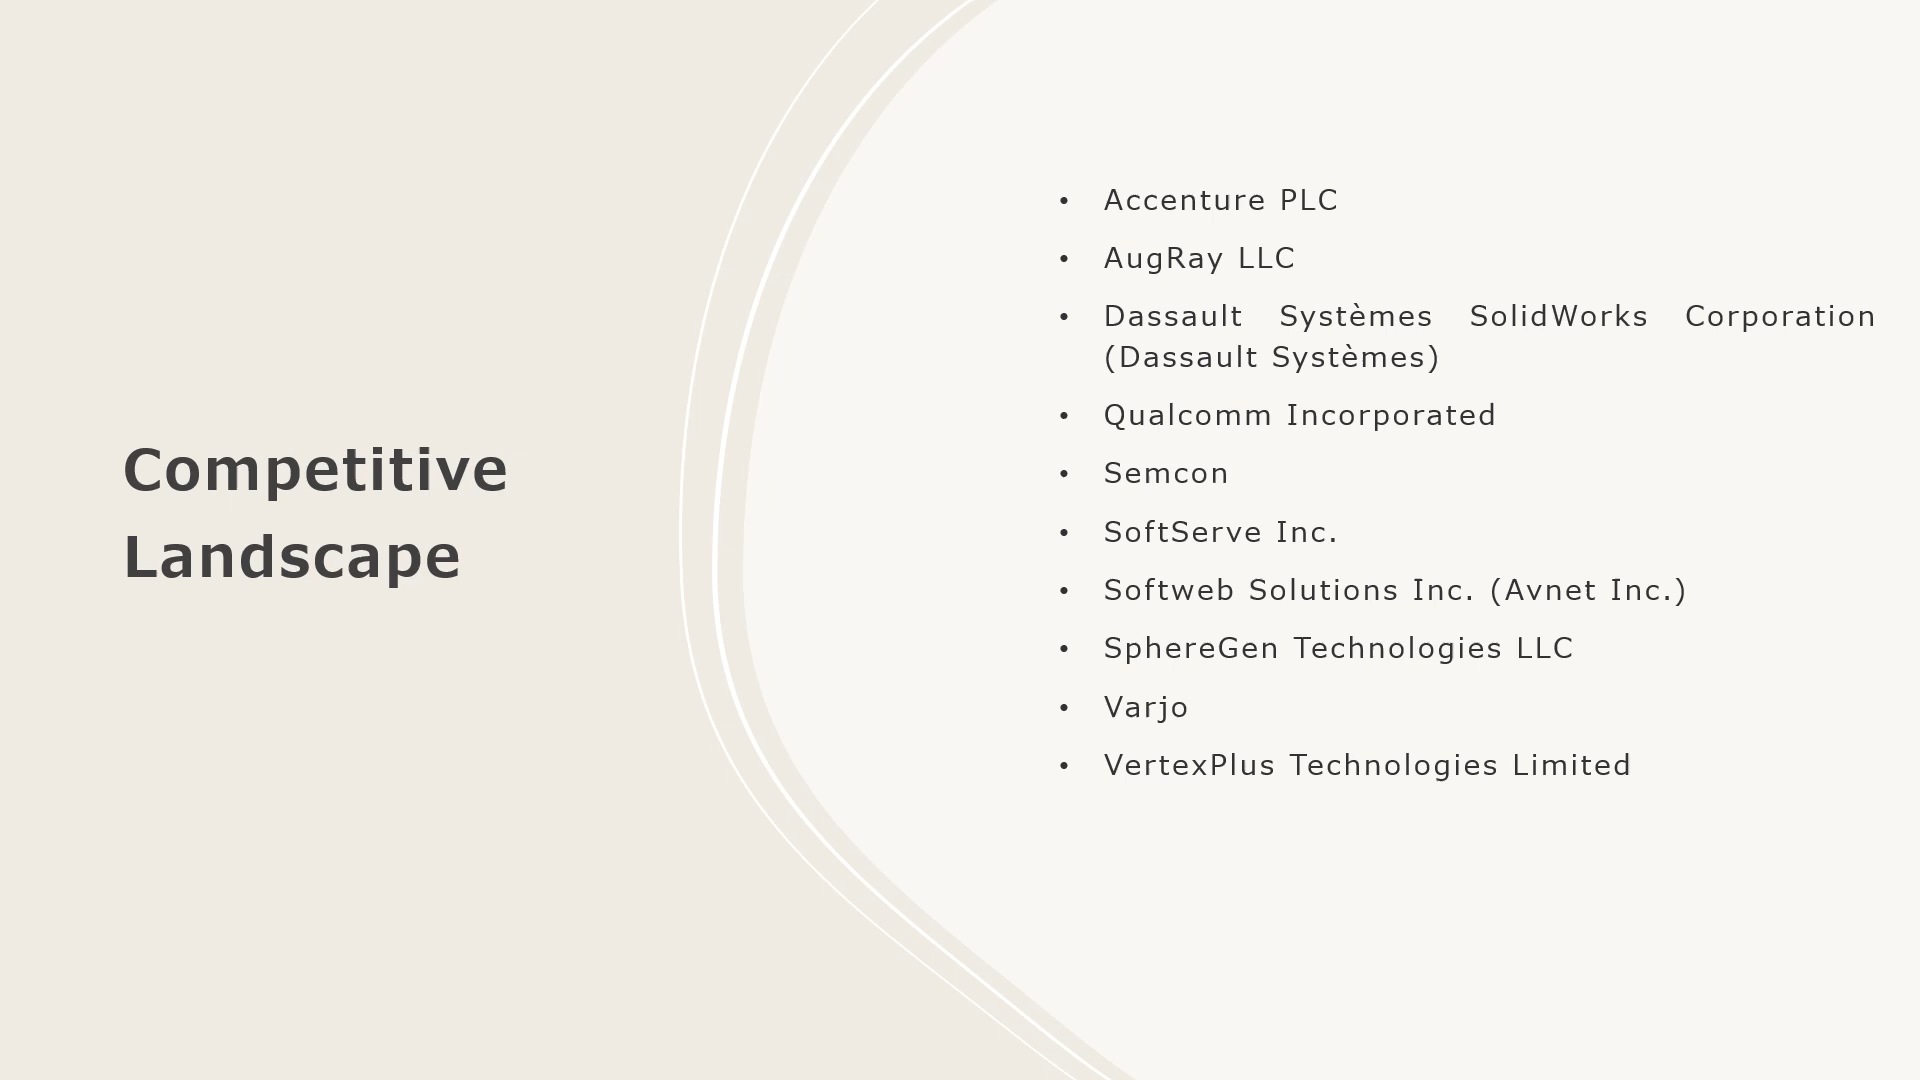 Competitive
Landscape
• Accenture PLC
• AugRay LLC
• Dassault Systèmes SolidWorks Corporation
(Dassault Systèmes)
• Qualcomm Incorporated
• Semcon
• SoftServe Inc.
• Softweb Solutions Inc. (Avnet Inc.)
• SphereGen Technologies LLC
• Varjo
• VertexPlus Technologies Limited